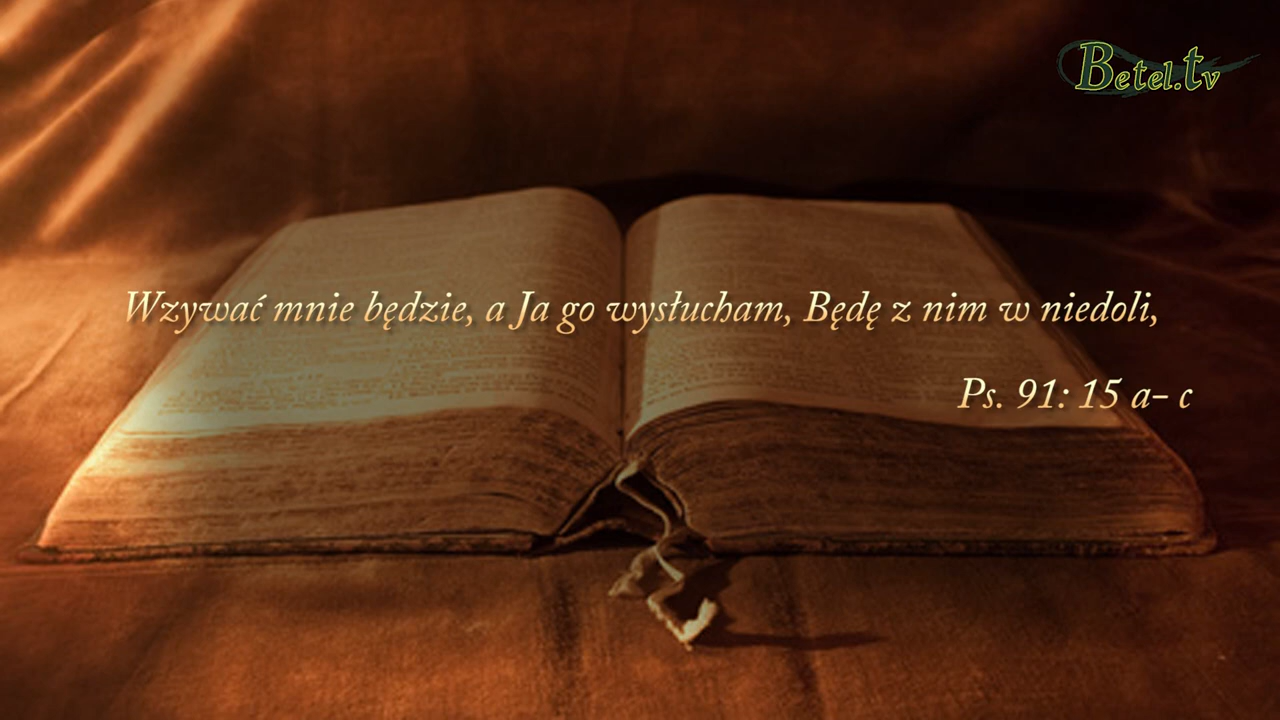 Betel.tv
Wzywać mnie będzie, a Ja go wysłucham, Będę z nim w niedoli,
Ps. 91: 15 a- c